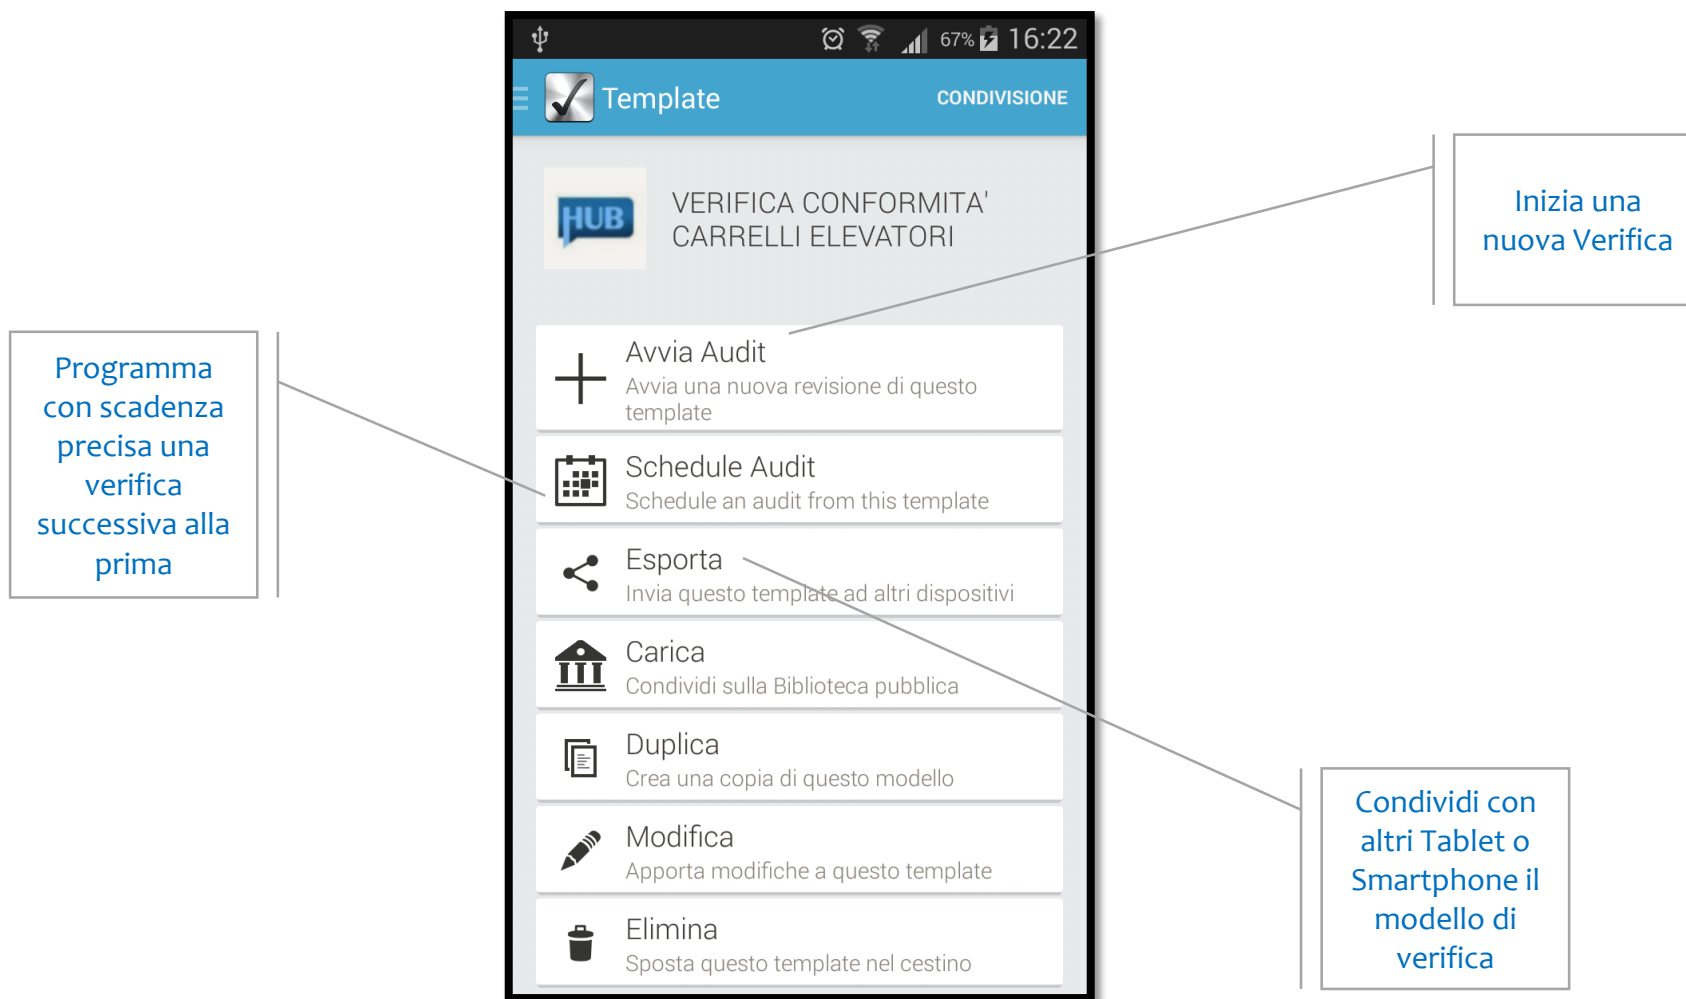 67% 16:22
Template
CONDIVISIONE
HUB
VERIFICA CONFORMITA'
CARRELLI ELEVATORI
Inizia una
nuova Verifica
Programma
con scadenza
precisa una
verifica
successiva alla
prima
Avvia Audit
Avvia una nuova revisione di questo
template
Schedule Audit
Schedule an audit from this template
Esporta
Invia questo template ad altri dispositivi
Carica
Condividi sulla Biblioteca pubblica
Duplica
Crea una copia di questo modello
Modifica
Apporta modifiche a questo template
Elimina
Sposta questo template nel cestino
Condividi con
altri Tablet o
Smartphone il
modello di
verifica